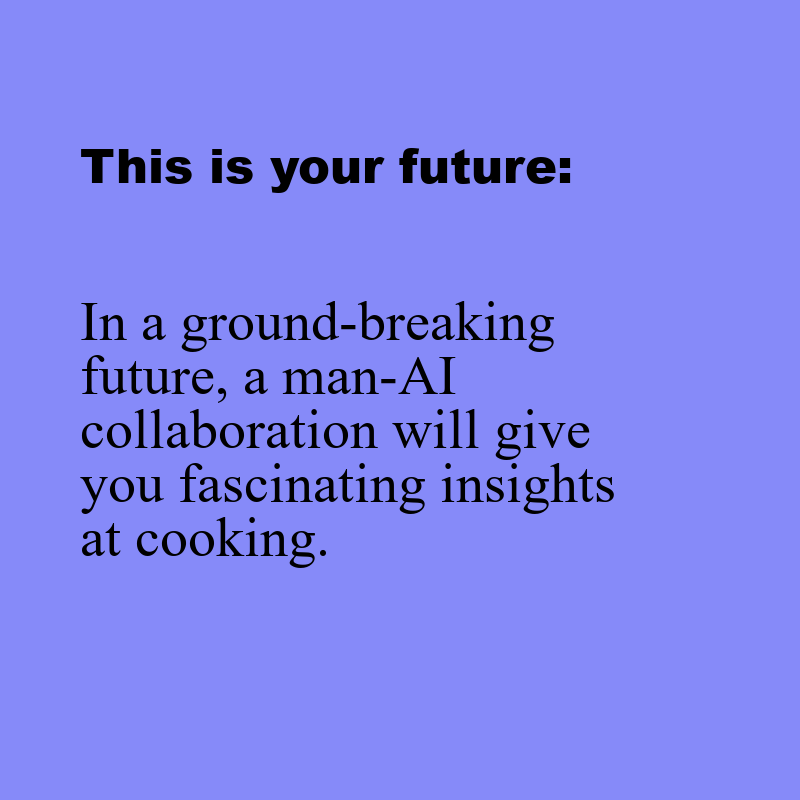 This is your future:
In a ground-breaking
future, a man-AI
collaboration will give
you fascinating insights
at cooking.